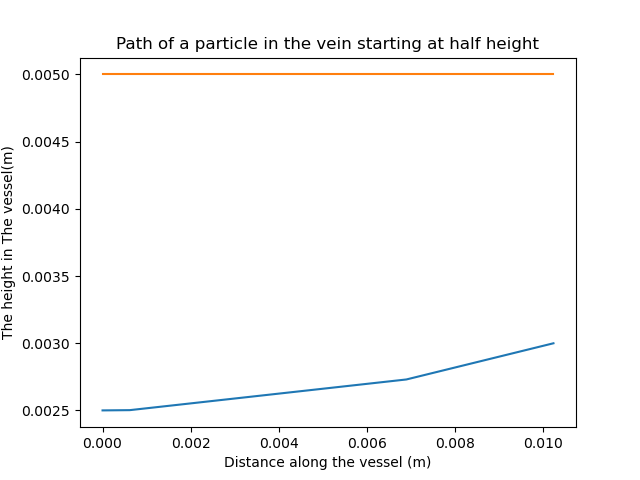 Path of a particle in the vein starting at half height
0.0050
0.0045
0.0040
0.0035
0.0030
0.0025
The height in The vessel(m)
0.000 0.002 0.004 0.006 0.008 0.010
Distance along the vessel (m)